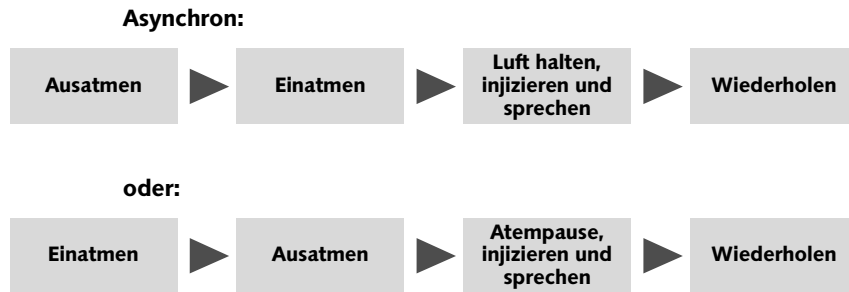 Asynchron:
Ausatmen
Einatmen
Luft halten,
injizieren und
sprechen
Wiederholen
oder:
Einatmen
Ausatmen
Atempause,
injizieren und
sprechen
Wiederholen